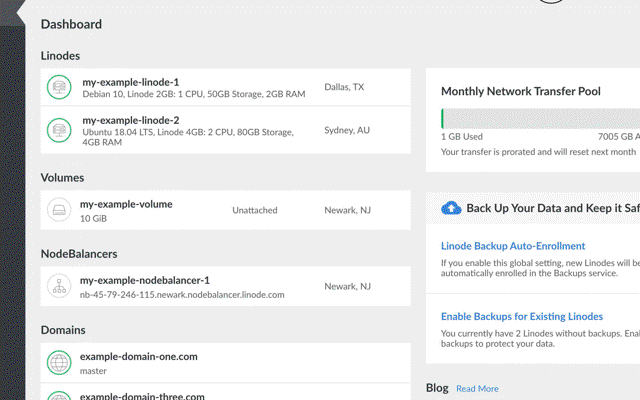 Dashboard
Linodes
my-example-linode-1
Debian 10, Linode 2GB: 1 CPU, 50GB Storage, 2GB RAM
Dallas, TX
my-example-linode-2
Ubuntu 18.04 LTS, Linode 4GB: 2 CPU, 80GB Storage,
4GB RAM
Sydney, AU
Volumes
my-example-volume
10 GiB
Unattached
Newark, NJ
NodeBalancers
my-example-nodebalancer-1
nb-45-79-246-115.newark.nodebalancer.linode.com
Newark, NJ
Domains
example-domain-one.com
master
example-domain-three.com
Monthly Network Transfer Pool
1 GB Used
7005 GB A
Your transfer is prorated and will reset next month
Back Up Your Data and Keep it Saf
Linode Backup Auto-Enrollment
If you enable this global setting, new Linodes will be
automatically enrolled in the Backups service.
Enable Backups for Existing Linodes
You currently have 2 Linodes without backups. Enab
backups to protect your data.
Blog
Read More